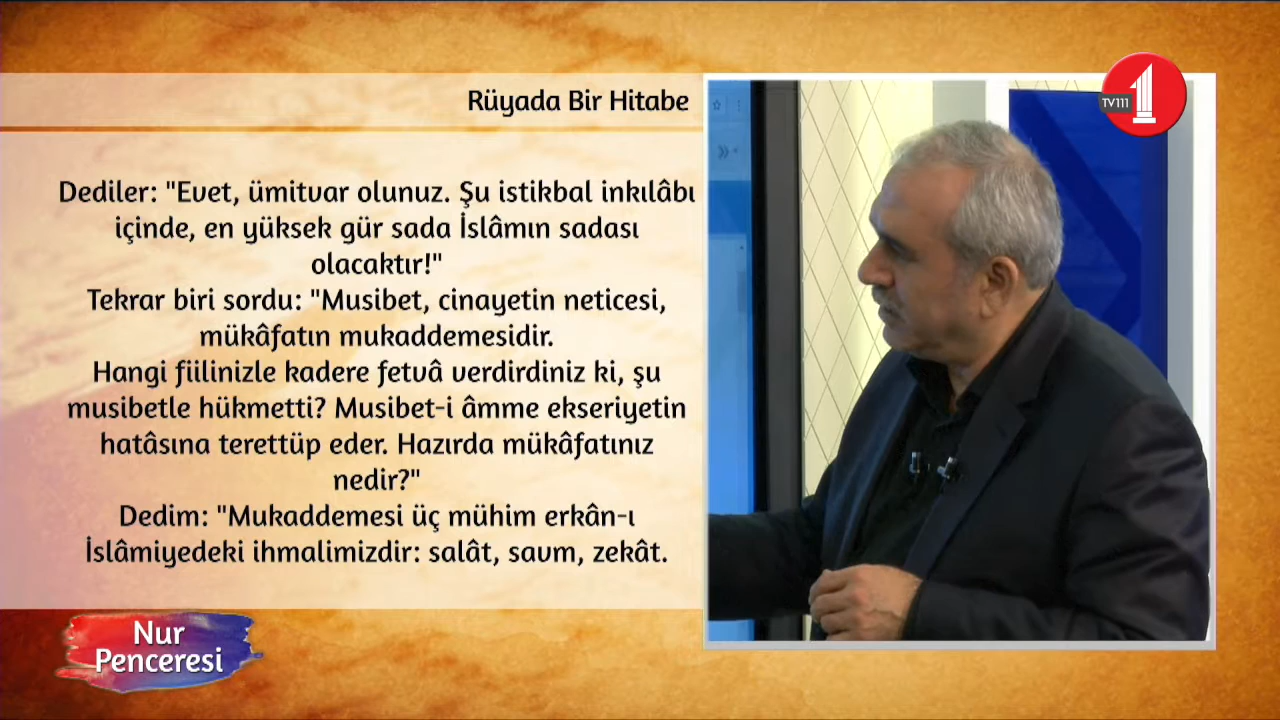 Rüyada Bir Hitabe
Dediler: "Evet, ümitvar olunuz. Şu istikbal inkılâbı
içinde, en yüksek gür sada İslâmın sadası
olacaktır!"
Tekrar biri sordu: "Musibet, cinayetin neticesi,
mükâfatın mukaddemesidir.
Hangi fiilinizle kadere fetvâ verdirdiniz ki, şu
musibetle hükmetti? Musibet-i âmme ekseriyetin
hatâsına terettüp eder. Hazırda mükâfatınız
nedir?"
Dedim: "Mukaddemesi üç mühim erkân-ı
İslâmiyedeki ihmalimizdir: salât, savm, zekât.
TV111
1
Nur
Penceresi